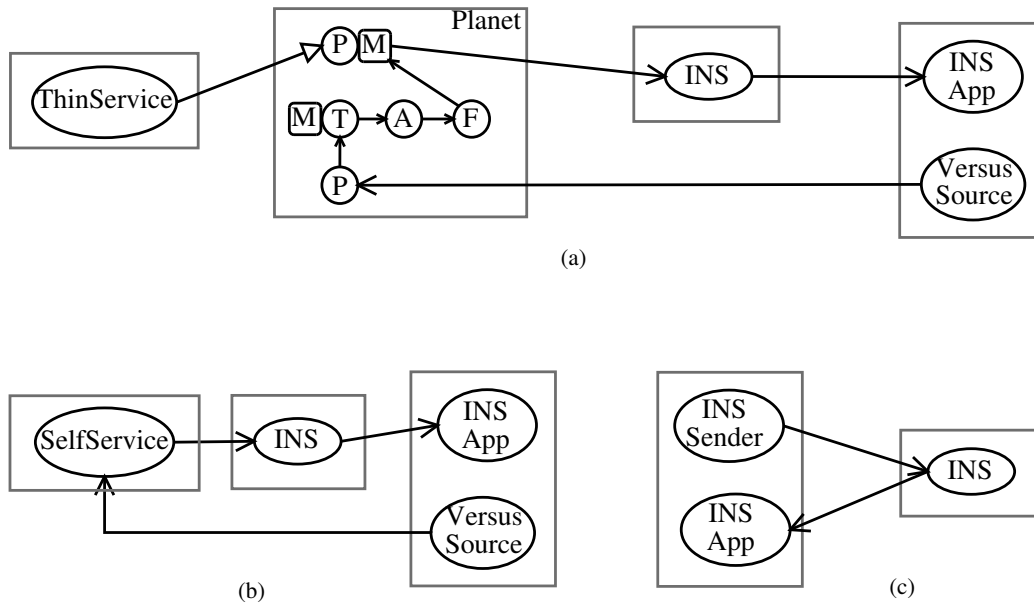 Planet
P M
ThinService
INS
INS
App
M T A F
P
Versus
Source
(a)
SelfService
INS
INS
App
Versus
Source
(b)
INS
Sender
INS
INS
App
(c)